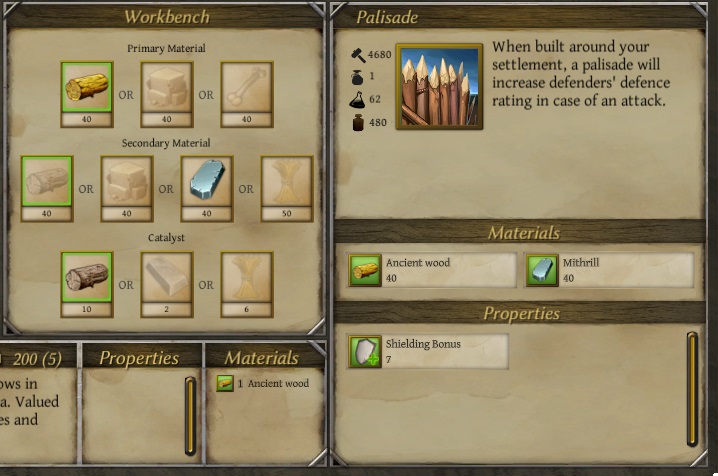 Workbench
Primary Material
OR
OR
40
40
40
Secondary Material
OR
OR
OR
40
40
40
50
Catalyst
OR
OR
10
2
6
200 (5)
ows in
a. Valued
es and
Properties
Materials
1 Ancient wood
Palisade
4680
1
62
480
When built around your
settlement, a palisade will
increase defenders' defence
rating in case of an attack.
Materials
Ancient wood
40
Mithrill
40
Properties
Shielding Bonus
7